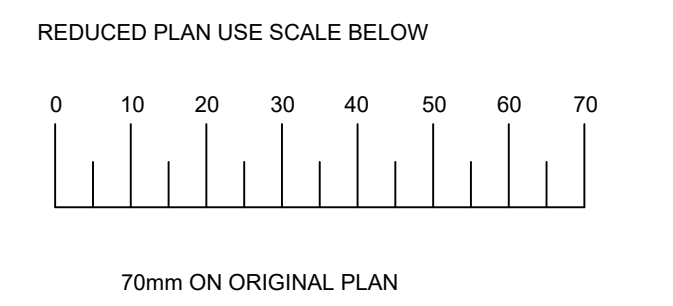 REDUCED PLAN USE SCALE BELOW
0 10 20 30 40 50 60 70
70mm ON ORIGINAL PLAN